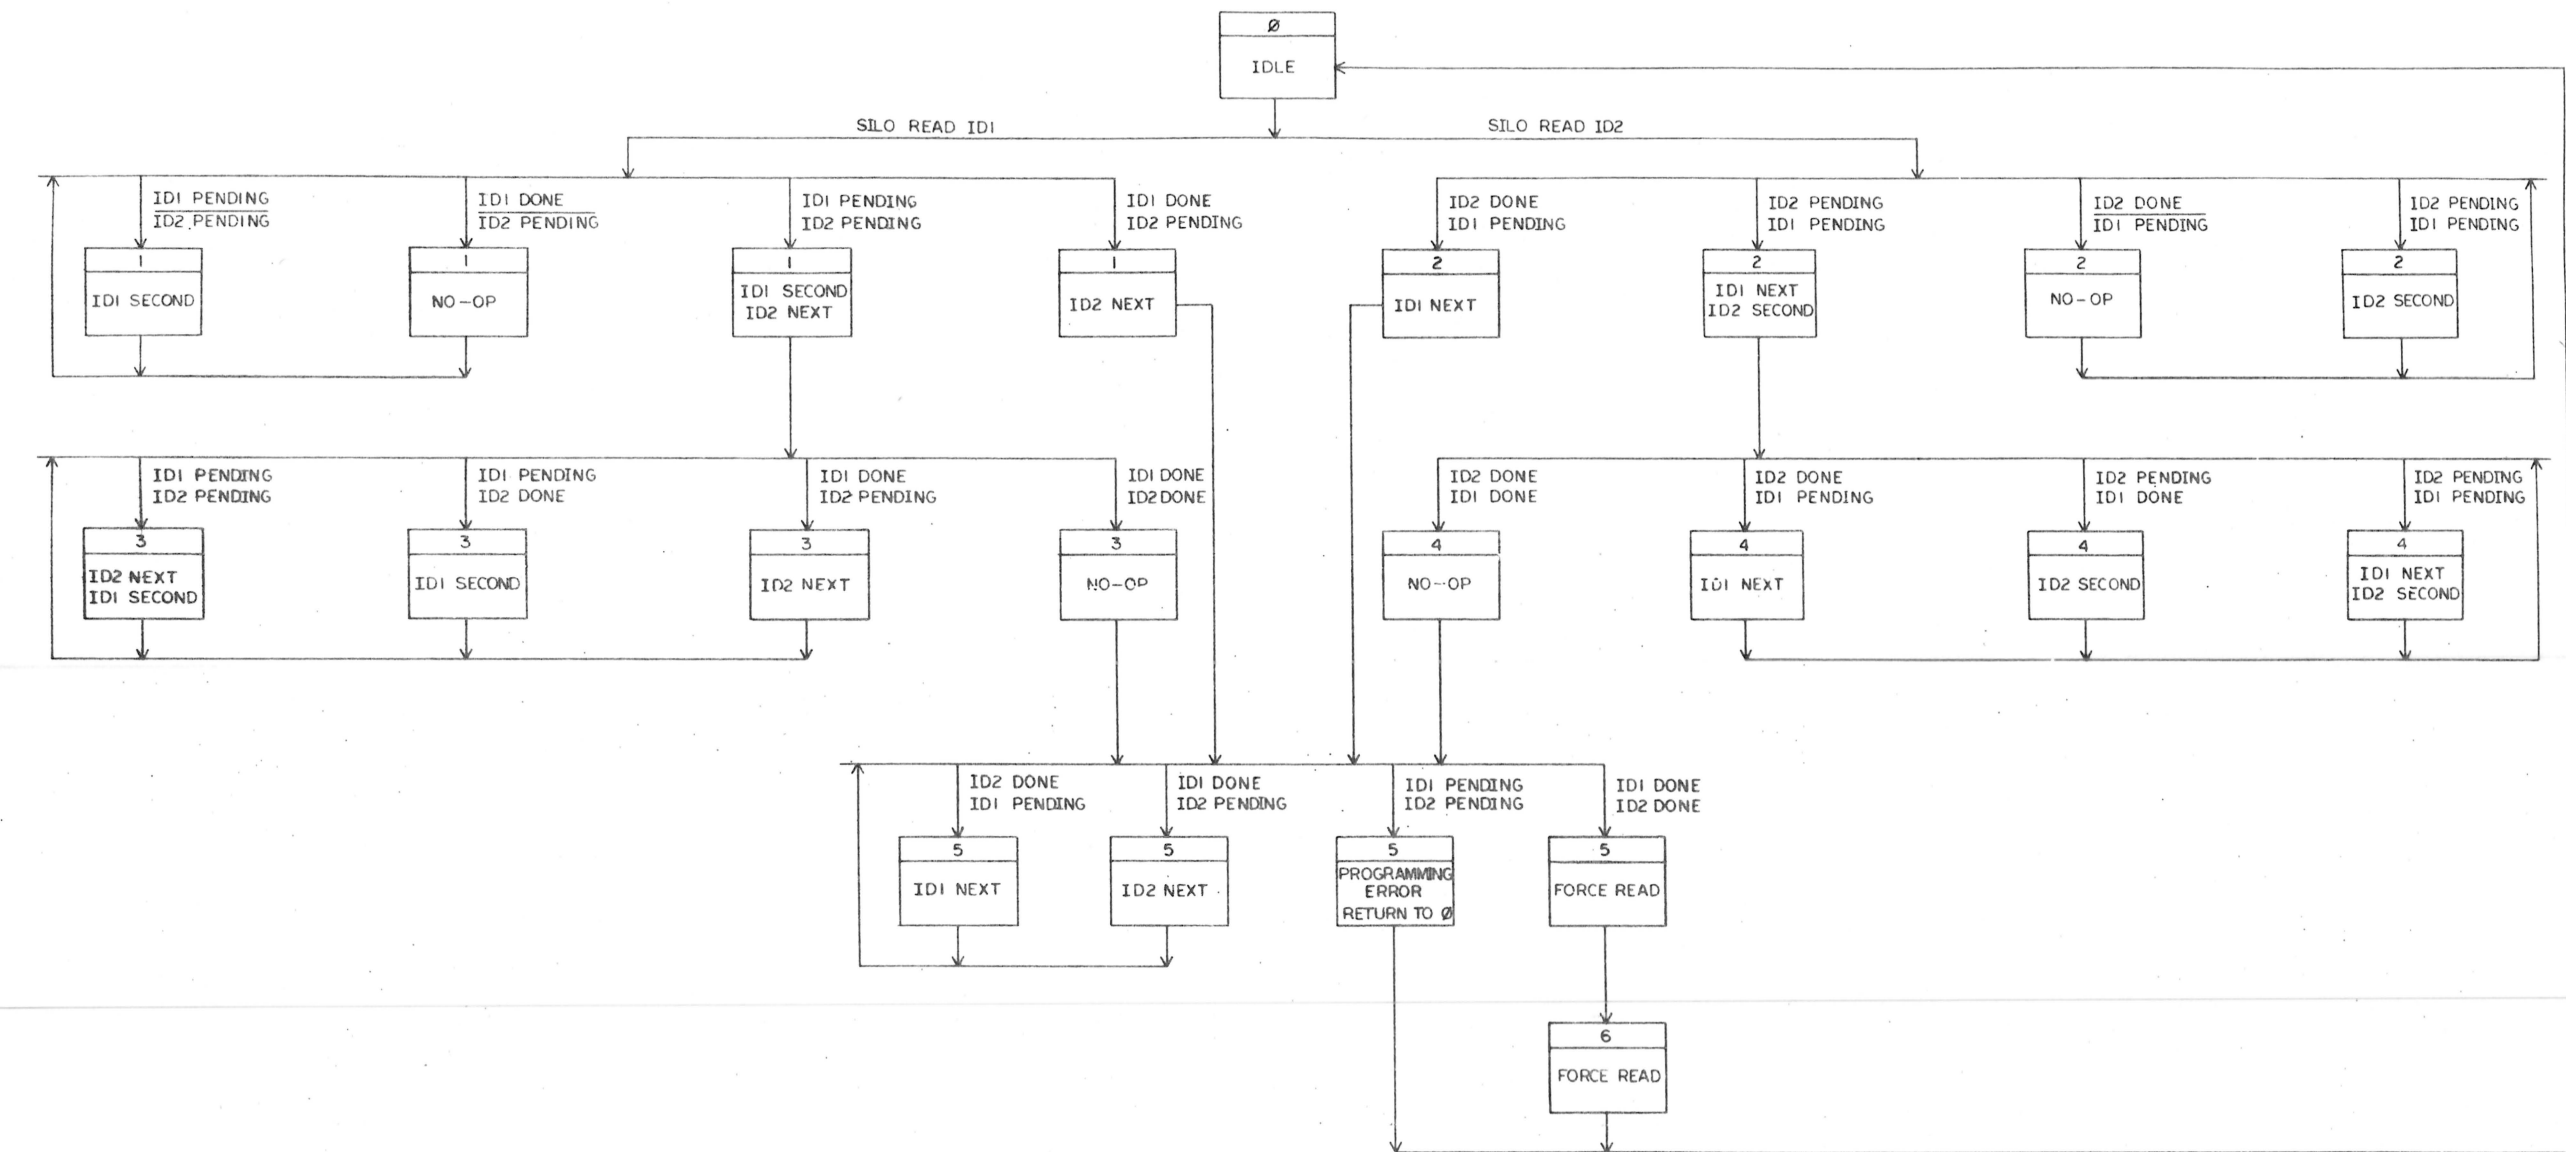 Ø
IDLE
SILO READ ID1
SILO READ ID2
ID1 PENDING
ID2 PENDING
ID1 DONE
ID2 PENDING
ID1 PENDING
ID2 PENDING
ID1 DONE
ID2 PENDING
ID2 DONE
ID1 PENDING
ID2 PENDING
ID1 PENDING
ID2 DONE
ID1 PENDING
ID2 PENDING
ID1 PENDING
1
ID1 SECOND
1
NO-OP
1
ID1 SECOND
ID2 NEXT
1
ID2 NEXT
2
ID1 NEXT
2
ID1 NEXT
ID2 SECOND
2
NO-OP
2
ID2 SECOND
ID1 PENDING
ID2 PENDING
ID1 PENDING
ID2 DONE
ID1 DONE
ID2 PENDING
ID1 DONE
ID2 DONE
ID2 DONE
ID1 DONE
ID2 DONE
ID1 PENDING
ID2 PENDING
ID1 DONE
ID2 PENDING
ID1 PENDING
3
ID2 NEXT
ID1 SECOND
3
ID1 SECOND
3
ID2 NEXT
3
NO-OP
4
NO-OP
4
ID1 NEXT
4
ID2 SECOND
4
ID1 NEXT
ID2 SECOND
ID2 DONE
ID1 PENDING
ID1 DONE
ID2 PENDING
ID1 PENDING
ID2 PENDING
ID1 DONE
ID2 DONE
5
ID1 NEXT
5
ID2 NEXT
5
PROGRAMMING
ERROR
RETURN TO Ø
5
FORCE READ
6
FORCE READ